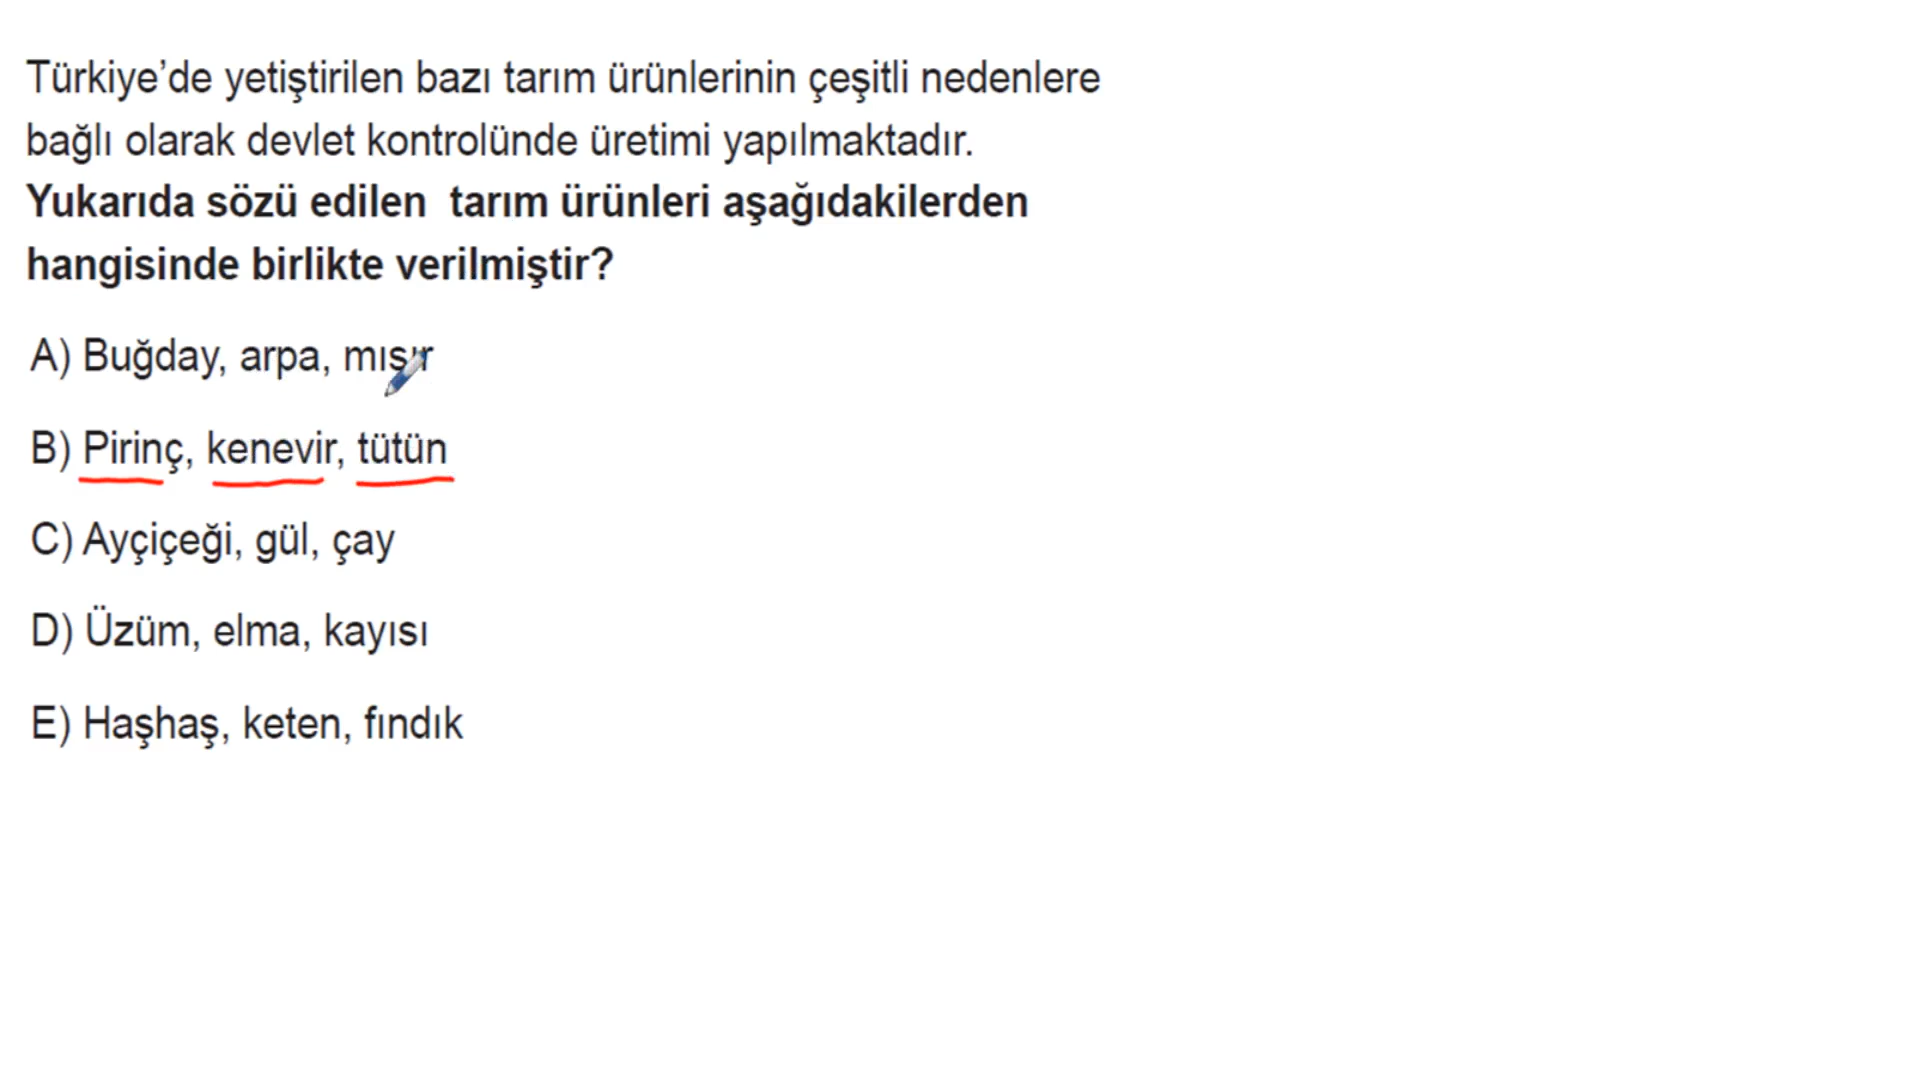 Türkiye’de yetiştirilen bazı tarım ürünlerinin çeşitli nedenlere
bağlı olarak devlet kontrolünde üretimi yapılmaktadır.
Yukarıda sözü edilen tarım ürünleri aşağıdakilerden
hangisinde birlikte verilmiştir?
A) Buğday, arpa, mısır
B) Pirinç, kenevir, tütün
C) Ayçiçeği, gül, çay
D) Üzüm, elma, kayısı
E) Haşhaş, keten, fındık